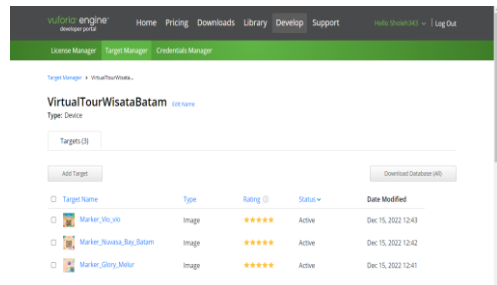 vuforia engine™
developer portal
Home Pricing Downloads Library Develop Support
Hello Sholeh343 | Log Out
License Manager Target Manager Credentials Manager
Target Manager > VirtualTourWisata...
VirtualTourWisataBatam Edit Name
Type: Device
Targets (3)
Add Target
Download Database (All)
Target Name Type Rating Status Date Modified
Marker_Vio_vio Image Active Dec 15, 2022 12:43
Marker_Nuvasa_Bay_Batam Image Active Dec 15, 2022 12:42
Marker_Glory_Melur Image Active Dec 15, 2022 12:41